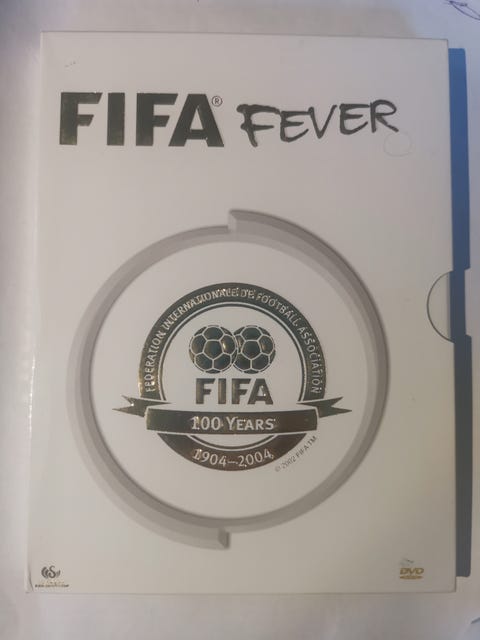 FIFA® FEVER
FEDERATION INTERNATIONALE DE FOOTBALL ASSOCIATION
FIFA
100 YEARS
1904–2004
© 2002 FIFA TM
DVD